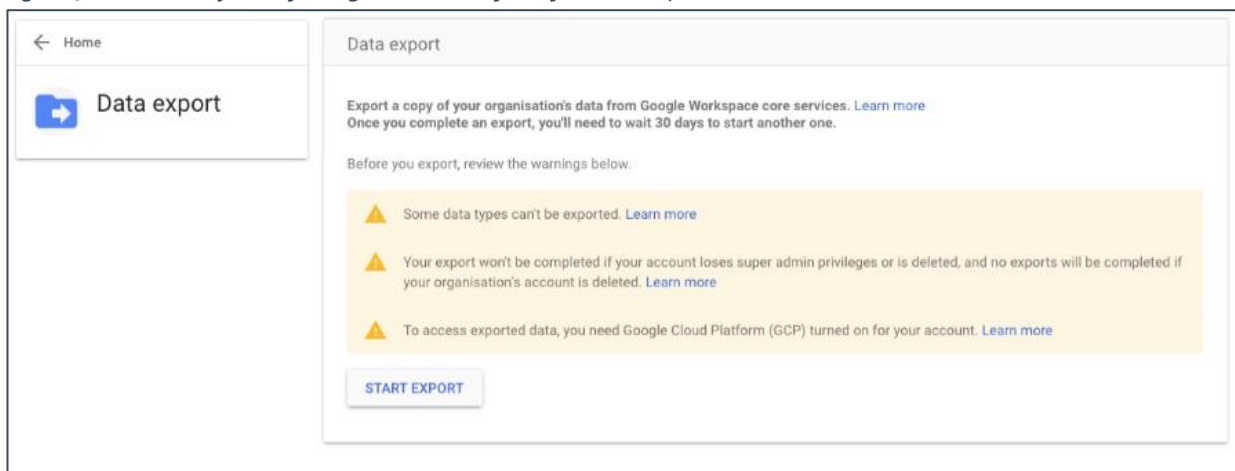 Home
Data export
Data export
Export a copy of your organisation's data from Google Workspace core services. Learn more
Once you complete an export, you'll need to wait 30 days to start another one.
Before you export, review the warnings below.
Some data types can't be exported. Learn more
Your export won't be completed if your account loses super admin privileges or is deleted, and no exports will be completed if
your organisation's account is deleted. Learn more
To access exported data, you need Google Cloud Platform (GCP) turned on for your account. Learn more
START EXPORT